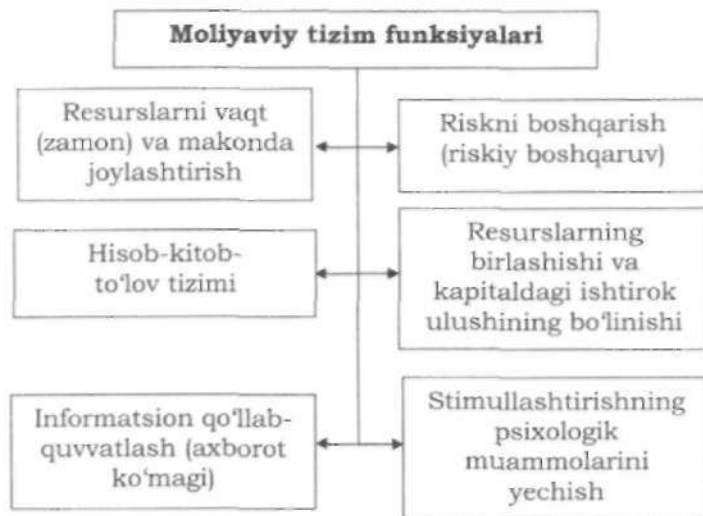 Moliyaviy tizim funksiyalari
Resurslarni vaqt
(zamon) va makonda
joylashtirish
Riskni boshqarish
(riskiy boshqaruv)
Hisob-kitob-
to'lov tizimi
Resurslarning
birlashishi va
kapitaldagi ishtirok
ulushining bo'linishi
Informatsion qo'llab-
quvvatlash (axborot
ko'magi)
Stimullashtirishning
psixologik
muammolarini
yechish